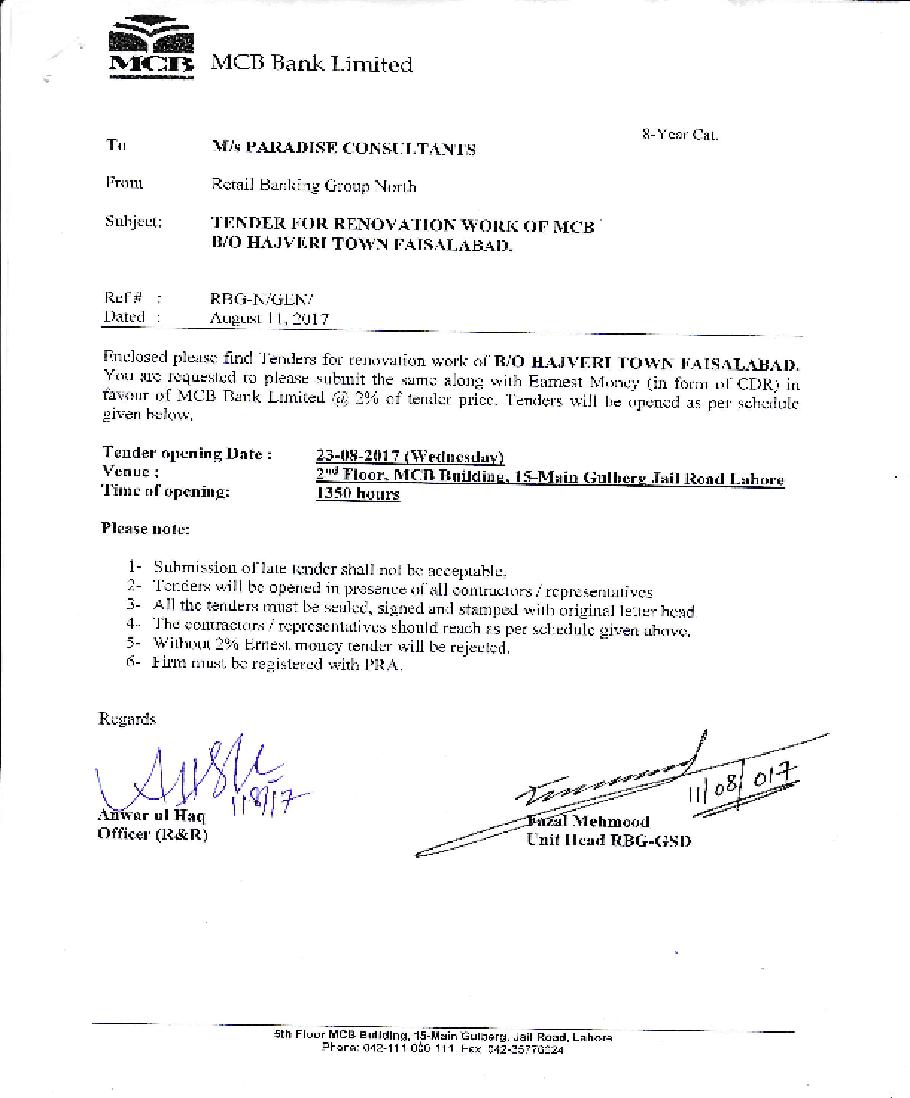 MCB
MCB Bank Limited
8-Year Cat.
To
M/s PARADISE CONSULTANTS
From
Retail Banking Group North
Subject:
TENDER FOR RENOVATION WORK OF MCB
B/O HAJVERI TOWN FAISALABAD.
Ref # :
RBG-N/GEN/
Dated :
August 11, 2017
Enclosed please find Tenders for renovation work of B/O HAJVERI TOWN FAISALABAD.
You are requested to please submit the same along with Earnest Money (in form of CDR) in
favour of MCB Bank Limited @ 2% of tender price. Tenders will be opened as per schedule
given below.
Tender opening Date : 23-08-2017 (Wednesday)
Venue : 2nd Floor, MCB Building, 15-Main Gulberg Jail Road Lahore
Time of opening: 1350 hours
Please note:
1- Submission of late tender shall not be acceptable.
2- Tenders will be opened in presence of all contractors / representatives
3- All the tenders must be sealed, signed and stamped with original letter head
4- The contractors / representatives should reach as per schedule given above.
5- Without 2% Ernest money tender will be rejected.
6- Firm must be registered with PRA.
Regards
11/8/17
11/08/017
Anwar ul Haq
Officer (R&R)
Fazal Mehmood
Unit Head RBG-GSD
5th Floor MCB Building, 15-Main Gulberg, Jail Road, Lahore
Phone: 042-111 000 111 Fax 042-35770224